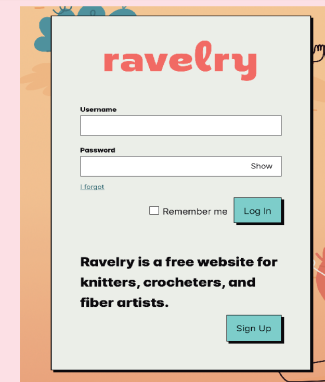 ravelry
Username
Password
Show
I forgot
Remember me
Log In
Ravelry is a free website for
knitters, crocheters, and
fiber artists.
Sign Up